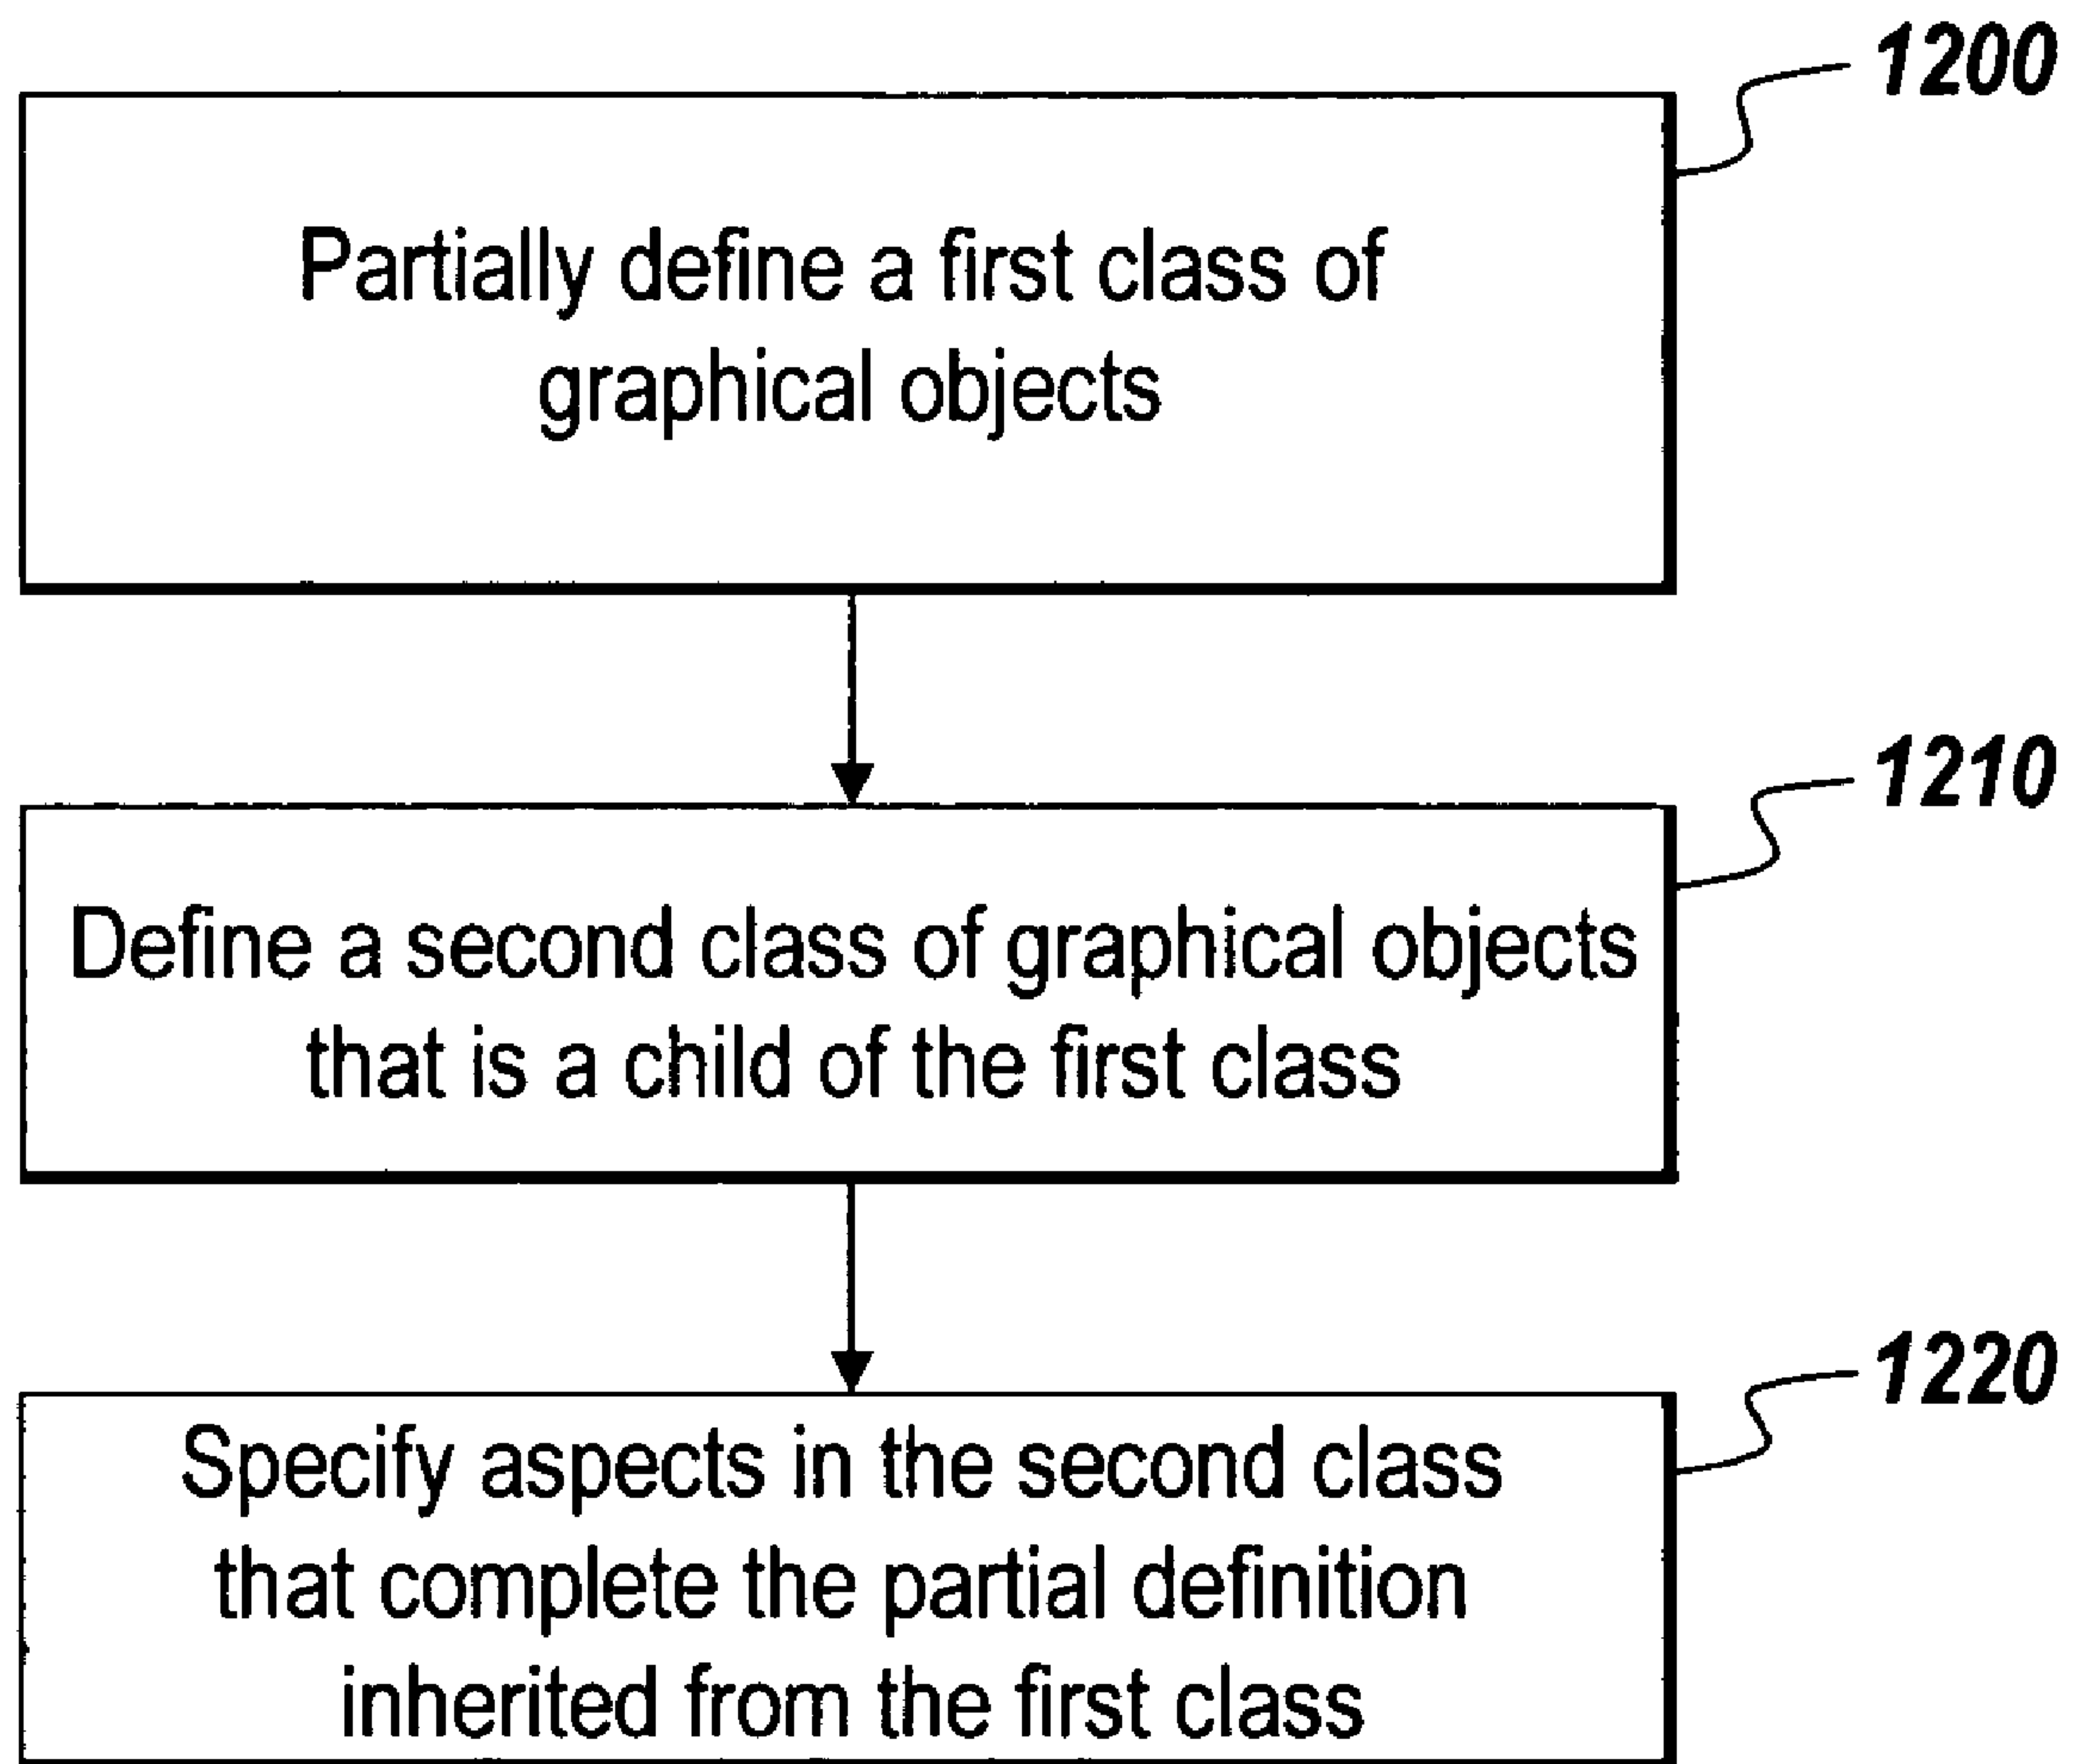 1200
Partially define a first class of
graphical objects
1210
Define a second class of graphical objects
that is a child of the first class
1220
Specify aspects in the second class
that complete the partial definition
inherited from the first class